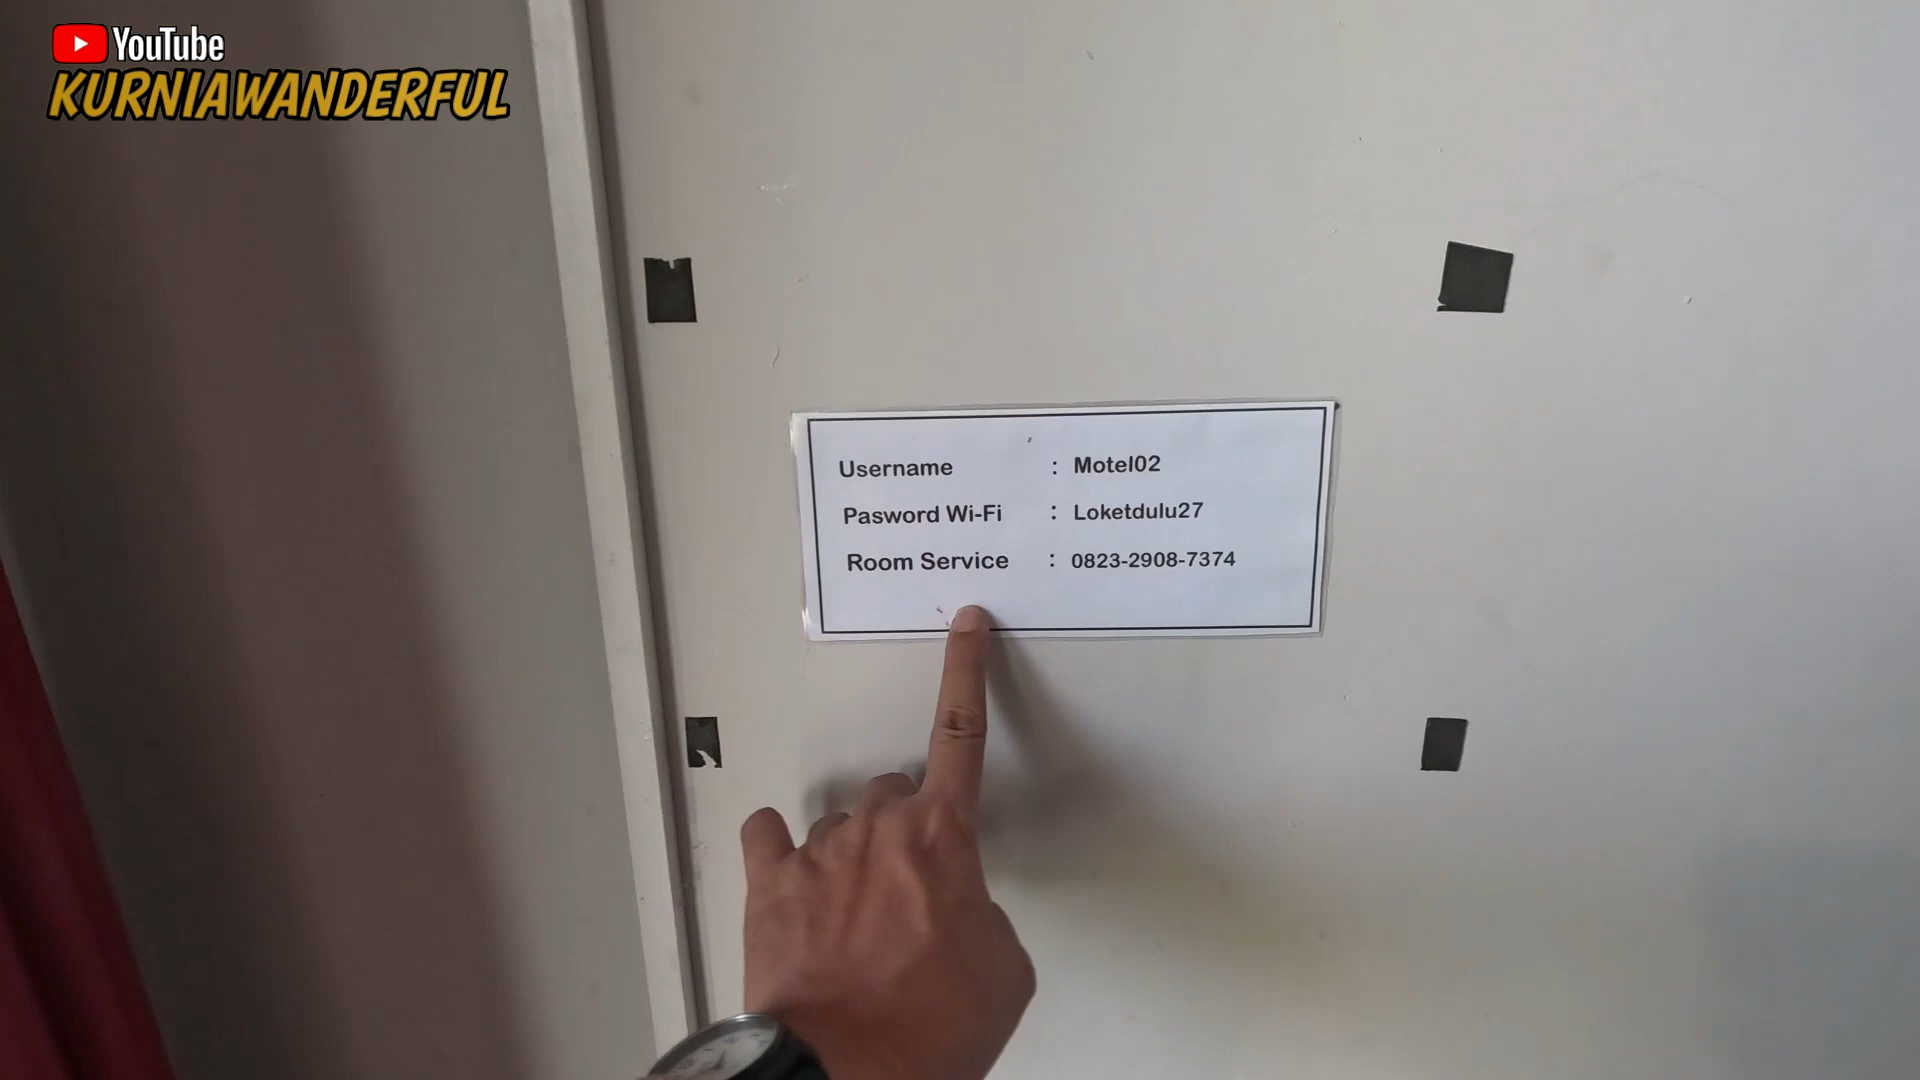 YouTube
KURNIAWANDERFUL
Username : Motel02
Pasword Wi-Fi : Loketdulu27
Room Service : 0823-2908-7374